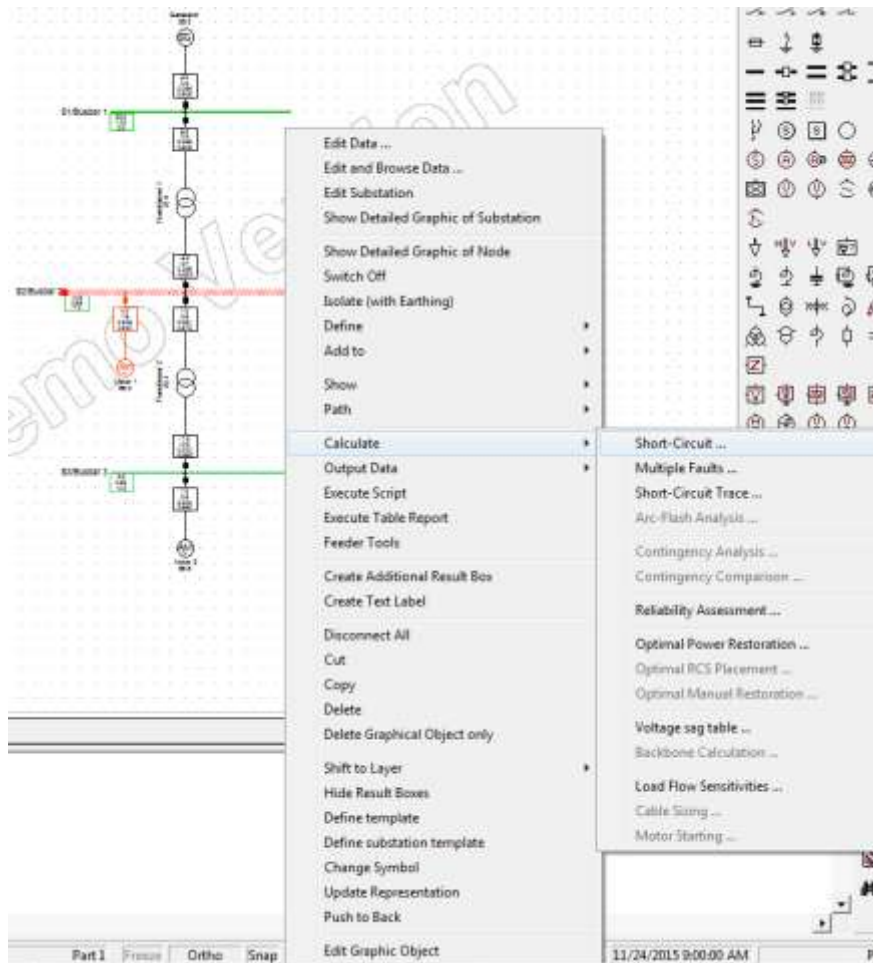 S1/Busbar 1
Edit Data ...
Edit and Browse Data ...
Edit Substation
Show Detailed Graphic of Substation
Show Detailed Graphic of Node
Switch Off
Isolate (with Earthing)
Define
Add to
Show
Path
Calculate
Output Data
Execute Script
Execute Table Report
Feeder Tools
Create Additional Result Box
Create Text Label
Disconnect All
Cut
Copy
Delete
Delete Graphical Object only
Shift to Layer
Hide Result Boxes
Define template
Define substation template
Change Symbol
Update Representation
Push to Back
Edit Graphic Object
Short-Circuit ...
Multiple Faults ...
Short-Circuit Trace ...
Arc-Flash Analysis ...
Contingency Analysis ...
Contingency Comparison ...
Reliability Assessment ...
Optimal Power Restoration ...
Optimal RCS Placement ...
Optimal Manual Restoration ...
Voltage sag table ...
Backbone Calculation ...
Load Flow Sensitivities ...
Cable Sizing ...
Motor Starting ...
Part 1 Freeze Ortho Snap
11/24/2015 9:00:00 AM